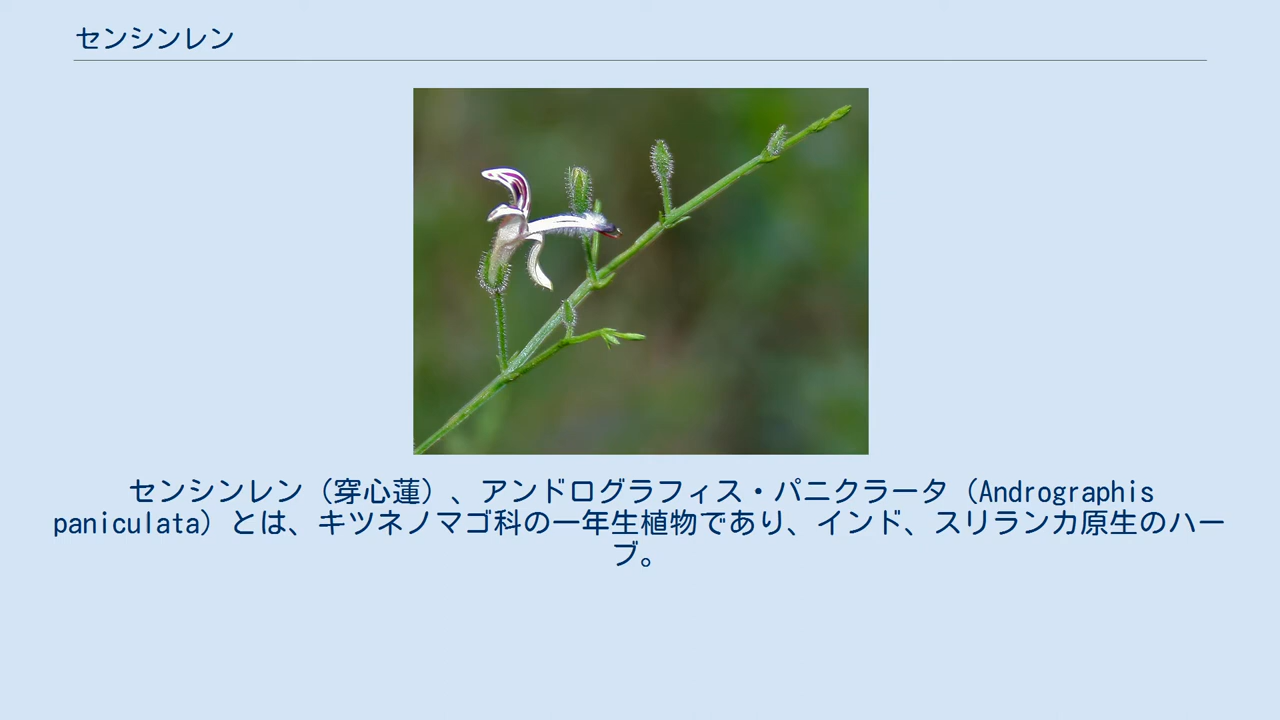 センシンレン
センシンレン（穿心蓮）、アンドログラフィス・パニクラータ（Andrographis
paniculata）とは、キツネノマゴ科の一年生植物であり、インド、スリランカ原生のハー
ブ。